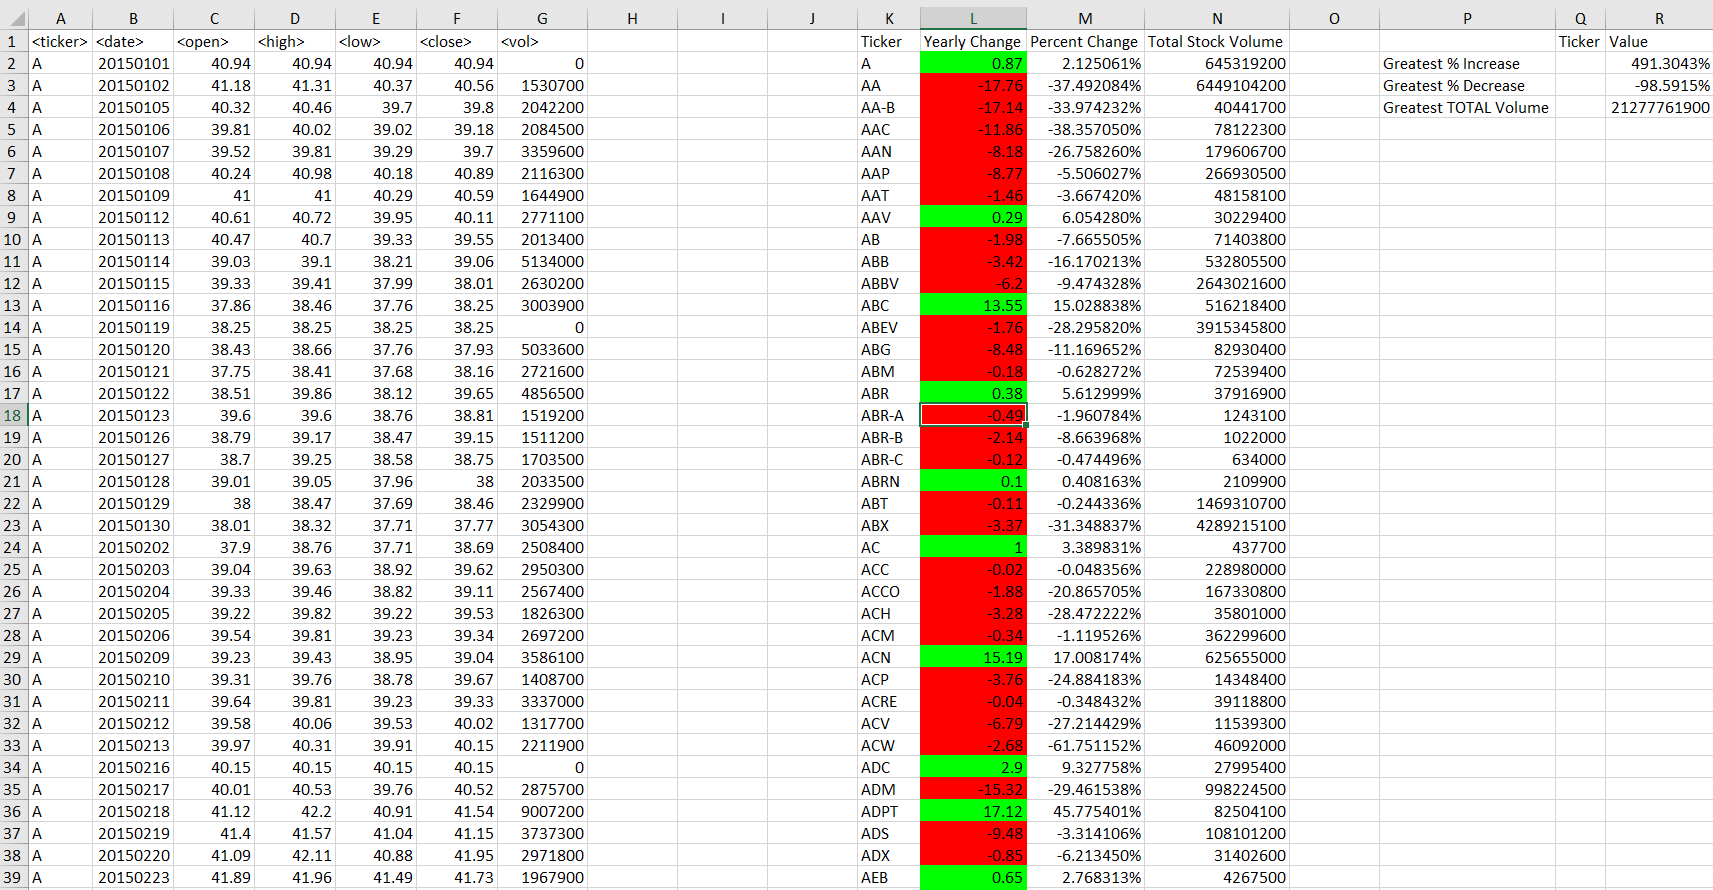 A B C D E F G H I J K L M N O P Q R
1 <ticker> <date> <open> <high> <low> <close> <vol> Ticker Yearly Change Percent Change Total Stock Volume Ticker Value
2 A 20150101 40.94 40.94 40.94 40.94 0 A 0.87 2.125061% 645319200 Greatest % Increase 491.3043%
3 A 20150102 41.18 41.31 40.37 40.56 1530700 AA -17.76 -37.492084% 6449104200 Greatest % Decrease -98.5915%
4 A 20150105 40.32 40.46 39.7 39.8 2042200 AA-B -17.14 -33.974232% 40441700 Greatest TOTAL Volume 21277761900
5 A 20150106 39.81 40.02 39.02 39.18 2084500 AAC -11.86 -38.357050% 78122300
6 A 20150107 39.52 39.81 39.29 39.7 3359600 AAN -8.18 -26.758260% 179606700
7 A 20150108 40.24 40.98 40.18 40.89 2116300 AAP -8.77 -5.506027% 266930500
8 A 20150109 41 41 40.29 40.59 1644900 AAT -1.46 -3.667420% 48158100
9 A 20150112 40.61 40.72 39.95 40.11 2771100 AAV 0.29 6.054280% 30229400
10 A 20150113 40.47 40.7 39.33 39.55 2013400 AB -1.98 -7.665505% 71403800
11 A 20150114 39.03 39.1 38.21 39.06 5134000 ABB -3.42 -16.170213% 532805500
12 A 20150115 39.33 39.41 37.99 38.01 2630200 ABBV -6.2 -9.474328% 2643021600
13 A 20150116 37.86 38.46 37.76 38.25 3003900 ABC 13.55 15.028838% 516218400
14 A 20150119 38.25 38.25 38.25 38.25 0 ABEV -1.76 -28.295820% 3915345800
15 A 20150120 38.43 38.66 37.76 37.93 5033600 ABG -8.48 -11.169652% 82930400
16 A 20150121 37.75 38.41 37.68 38.16 2721600 ABM -0.18 -0.628272% 72539400
17 A 20150122 38.51 39.86 38.12 39.65 4856500 ABR 0.38 5.612999% 37916900
18 A 20150123 39.6 39.6 38.76 38.81 1519200 ABR-A -0.49 -1.960784% 1243100
19 A 20150126 38.79 39.17 38.47 39.15 1511200 ABR-B -2.14 -8.663968% 1022000
20 A 20150127 38.7 39.25 38.58 38.75 1703500 ABR-C -0.12 -0.474496% 634000
21 A 20150128 39.01 39.05 37.96 38 2033500 ABRN 0.1 0.408163% 2109900
22 A 20150129 38 38.47 37.69 38.46 2329900 ABT -0.11 -0.244336% 1469310700
23 A 20150130 38.01 38.32 37.71 37.77 3054300 ABX -3.37 -31.348837% 4289215100
24 A 20150202 37.9 38.76 37.71 38.69 2508400 AC 1 3.389831% 437700
25 A 20150203 39.04 39.63 38.92 39.62 2950300 ACC -0.02 -0.048356% 228980000
26 A 20150204 39.33 39.46 38.82 39.11 2567400 ACCO -1.88 -20.865705% 167330800
27 A 20150205 39.22 39.82 39.22 39.53 1826300 ACH -3.28 -28.472222% 35801000
28 A 20150206 39.54 39.81 39.23 39.34 2697200 ACM -0.34 -1.119526% 362299600
29 A 20150209 39.23 39.43 38.95 39.04 3586100 ACN 15.19 17.008174% 625655000
30 A 20150210 39.31 39.76 38.78 39.67 1408700 ACP -3.76 -24.884183% 14348400
31 A 20150211 39.64 39.81 39.23 39.33 3337000 ACRE -0.04 -0.348432% 39118800
32 A 20150212 39.58 40.06 39.53 40.02 1317700 ACV -6.79 -27.214429% 11539300
33 A 20150213 39.97 40.31 39.91 40.15 2211900 ACW -2.68 -61.751152% 46092000
34 A 20150216 40.15 40.15 40.15 40.15 0 ADC 2.9 9.327758% 27995400
35 A 20150217 40.01 40.53 39.76 40.52 2875700 ADM -15.32 -29.461538% 998224500
36 A 20150218 41.12 42.2 40.91 41.54 9007200 ADPT 17.12 45.775401% 82504100
37 A 20150219 41.4 41.57 41.04 41.15 3737300 ADS -9.48 -3.314106% 108101200
38 A 20150220 41.09 42.11 40.88 41.95 2971800 ADX -0.85 -6.213450% 31402600
39 A 20150223 41.89 41.96 41.49 41.73 1967900 AEB 0.65 2.768313% 4267500